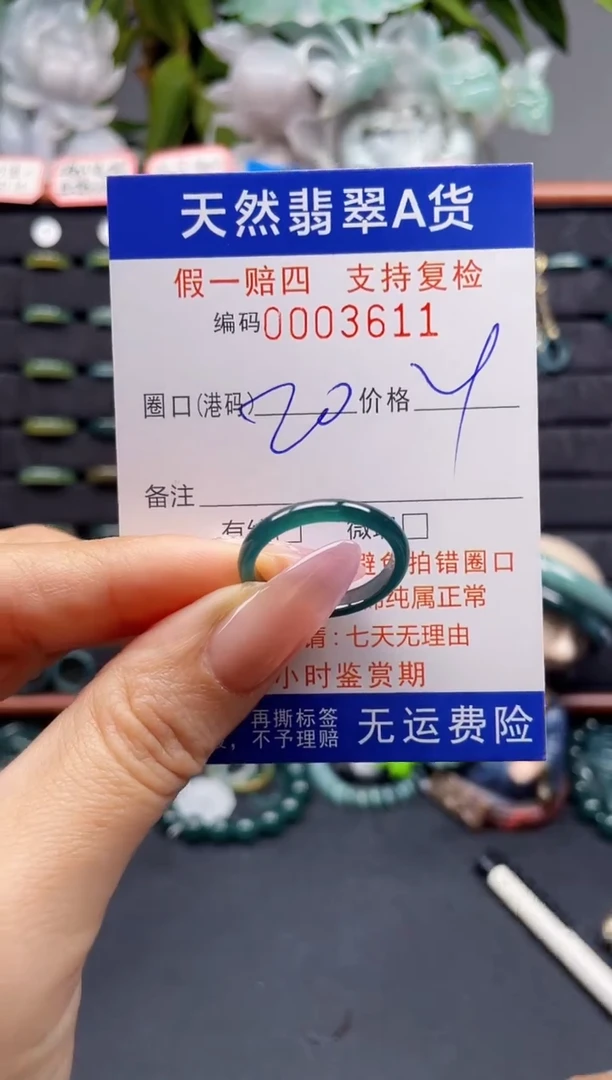 天然翡翠A货
假一赔四 支持复检
编码0003611
圈口(港码) 20 价格
备注
避免拍错圈口
纯属正常
请:七天无理由
小时鉴赏期
再撕标签
不予理赔
无运费险